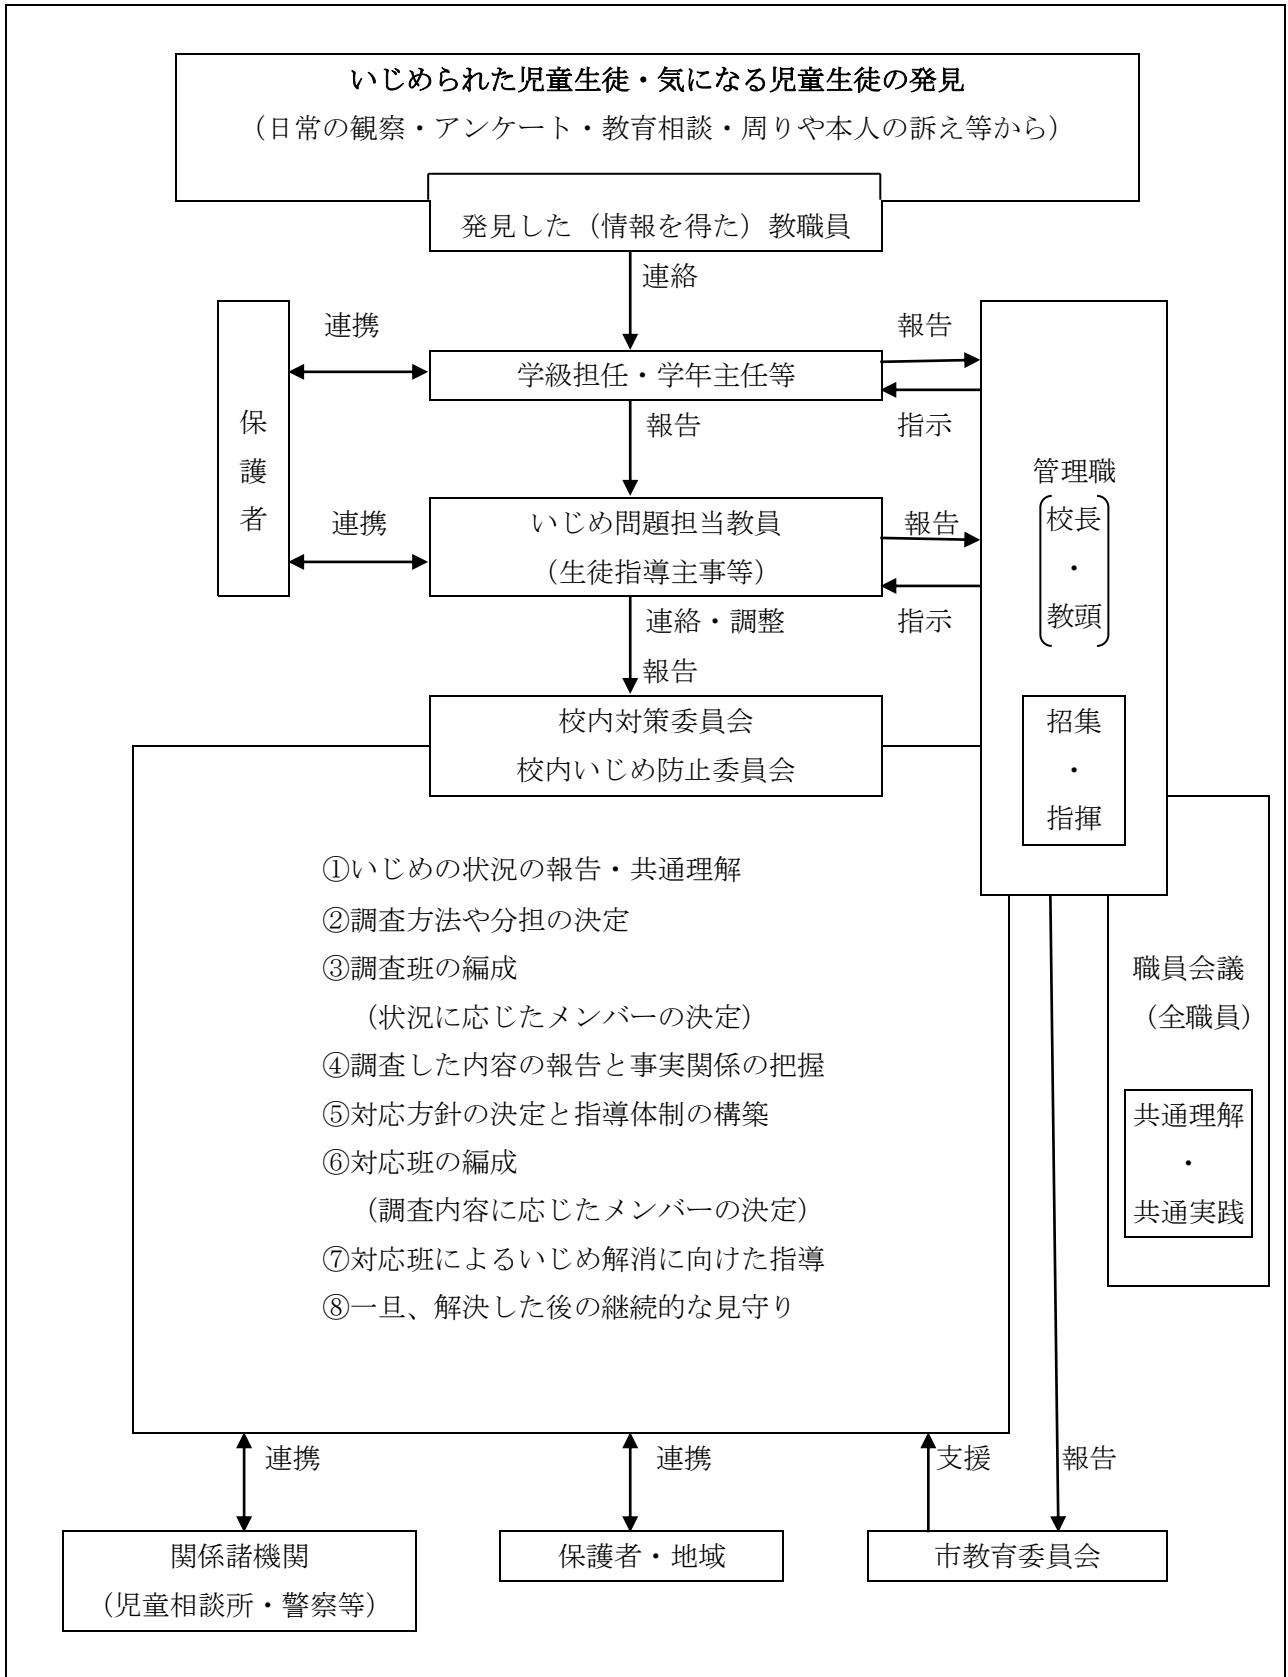 いじめられた児童生徒・気になる児童生徒の発見
（日常の観察・アンケート・教育相談・周りや本人の訴え等から）
発見した（情報を得た）教職員
連絡
連携
報告
学級担任・学年主任等
報告
指示
保
護
者
管理職
校長
・
教頭
連携
いじめ問題担当教員
（生徒指導主事等）
報告
連絡・調整
指示
報告
校内対策委員会
校内いじめ防止委員会
招集
・
指揮
①いじめの状況の報告・共通理解
②調査方法や分担の決定
③調査班の編成
（状況に応じたメンバーの決定）
④調査した内容の報告と事実関係の把握
⑤対応方針の決定と指導体制の構築
⑥対応班の編成
（調査内容に応じたメンバーの決定）
⑦対応班によるいじめ解消に向けた指導
⑧一旦、解決した後の継続的な見守り
職員会議
（全職員）
共通理解
・
共通実践
連携
連携
支援
報告
関係諸機関
（児童相談所・警察等）
保護者・地域
市教育委員会